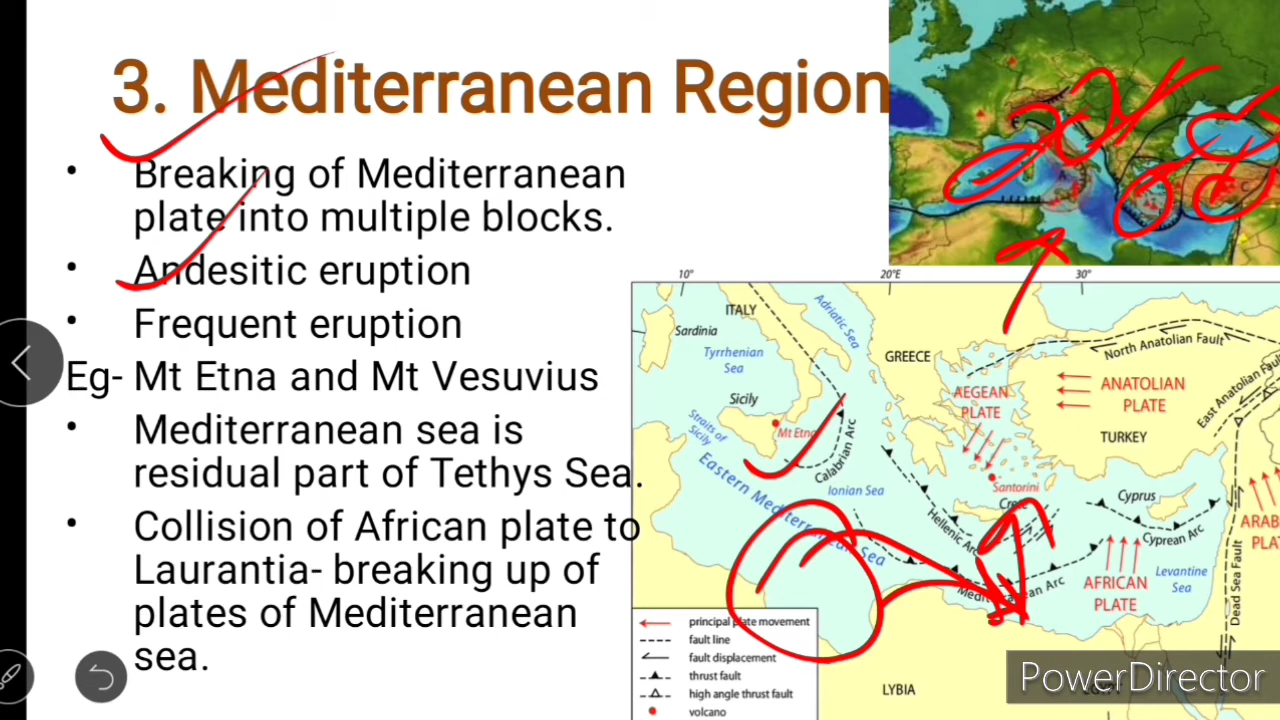 3. Mediterranean Region
• Breaking of Mediterranean
plate into multiple blocks.
• Andesitic eruption
• Frequent eruption
Eg- Mt Etna and Mt Vesuvius
• Mediterranean sea is
residual part of Tethys Sea.
• Collision of African plate to
Laurantia- breaking up of
plates of Mediterranean
sea.
10°
20°E
30°
ITALY
Adriatic Sea
Sardinia
Tyrrhenian
Sea
GREECE
North Anatolian Fault
East Anatolian Fault
AEGEAN
PLATE
ANATOLIAN
PLATE
Sicily
Straits of
Sicily
Mt Etna
Calabrian Arc
TURKEY
Eastern Mediterranean Sea
Ionian Sea
Santorini
Crete
Cyprus
Hellenic Arc
Cyprean Arc
Mediterranean Arc
AFRICAN
PLATE
Levantine
Sea
Dead Sea Fault
principal plate movement
fault line
fault displacement
thrust fault
high angle thrust fault
volcano
LYBIA
PowerDirector